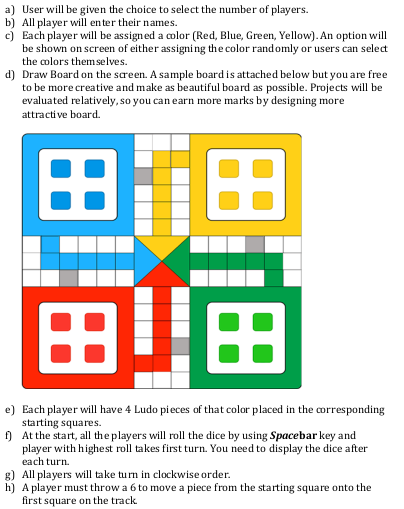 a) User will be given the choice to select the number of players.
b) All player will enter their names.
c) Each player will be assigned a color (Red, Blue, Green, Yellow). An option will
be shown on screen of either assigning the color randomly or users can select
the colors themselves.
d) Draw Board on the screen. A sample board is attached below but you are free
to be more creative and make as beautiful board as possible. Projects will be
evaluated relatively, so you can earn more marks by designing more
attractive board.
e) Each player will have 4 Ludo pieces of that color placed in the corresponding
starting squares.
f) At the start, all the players will roll the dice by using Spacebar key and
player with highest roll takes first turn. You need to display the dice after
each turn.
g) All players will take turn in clockwise order.
h) A player must throw a 6 to move a piece from the starting square onto the
first square on the track.